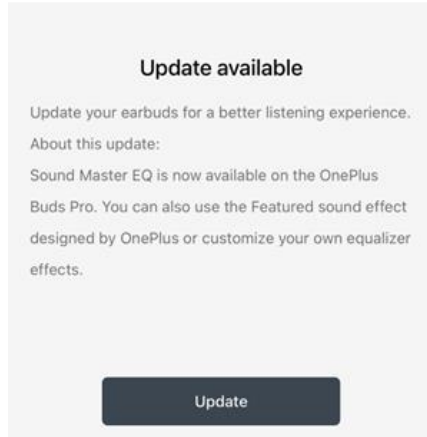 Update available
Update your earbuds for a better listening experience.
About this update:
Sound Master EQ is now available on the OnePlus
Buds Pro. You can also use the Featured sound effect
designed by OnePlus or customize your own equalizer
effects.
Update